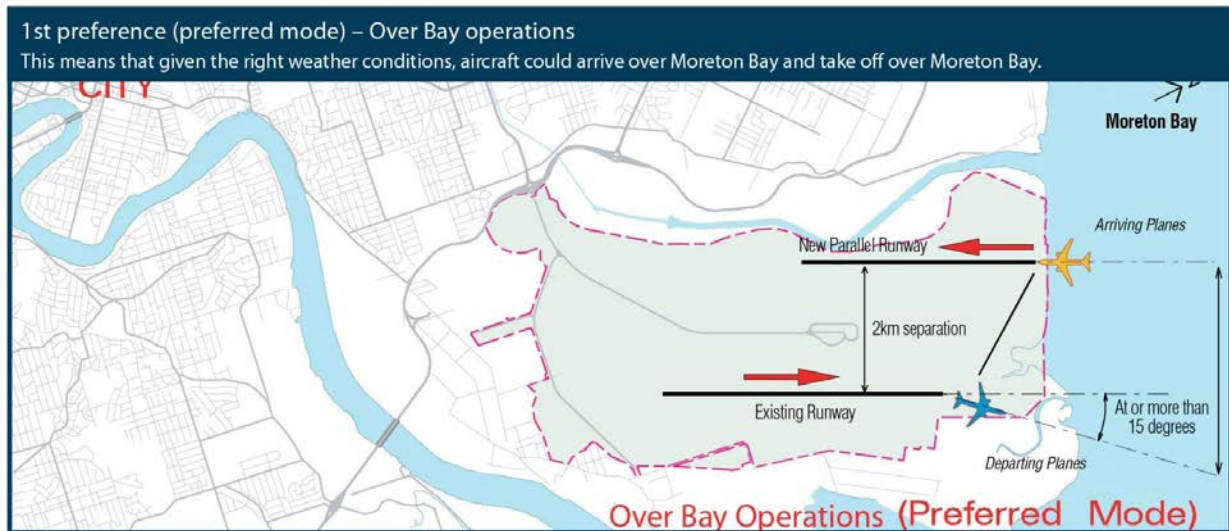 1st preference (preferred mode) – Over Bay operations
This means that given the right weather conditions, aircraft could arrive over Moreton Bay and take off over Moreton Bay.
CITY
Moreton Bay
Arriving Planes
New Parallel Runway
2km separation
Existing Runway
At or more than
15 degrees
Departing Planes
Over Bay Operations (Preferred Mode)